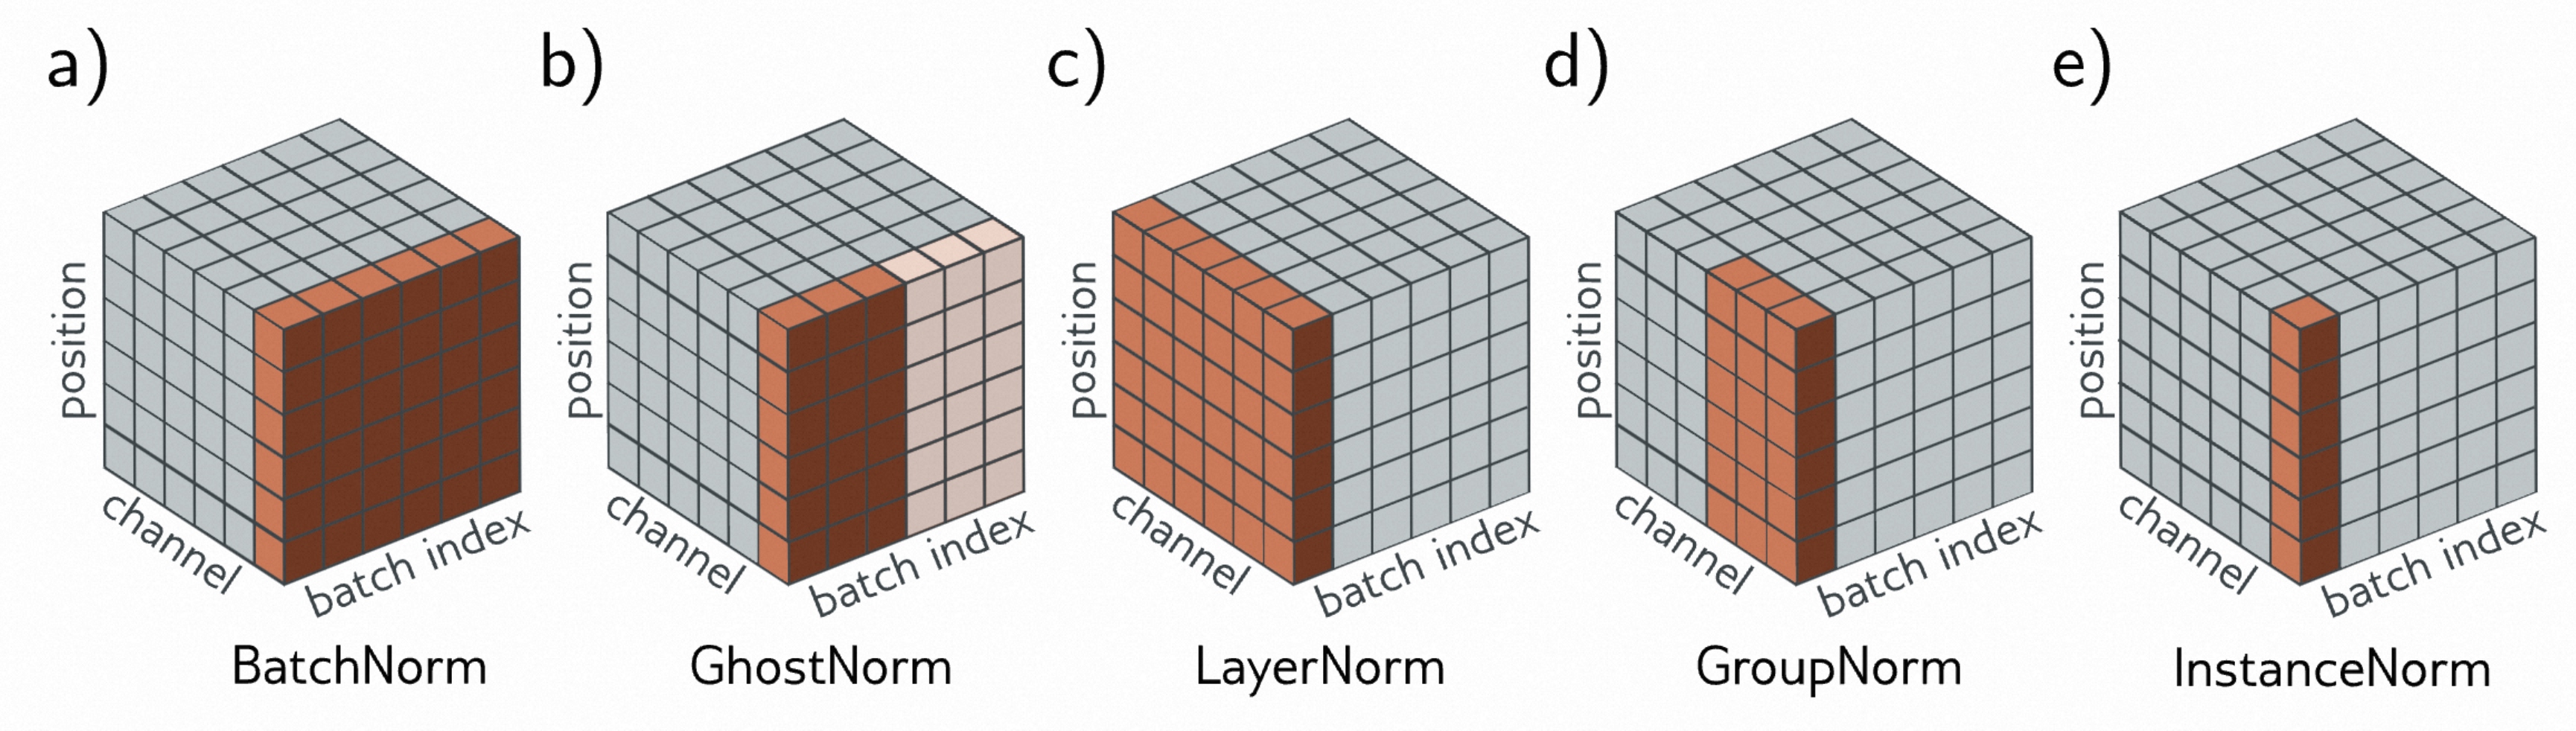 a)
position
channel
batch index
BatchNorm
b)
position
channel
batch index
GhostNorm
c)
position
channel
batch index
LayerNorm
d)
position
channel
batch index
GroupNorm
e)
position
channel
batch index
InstanceNorm